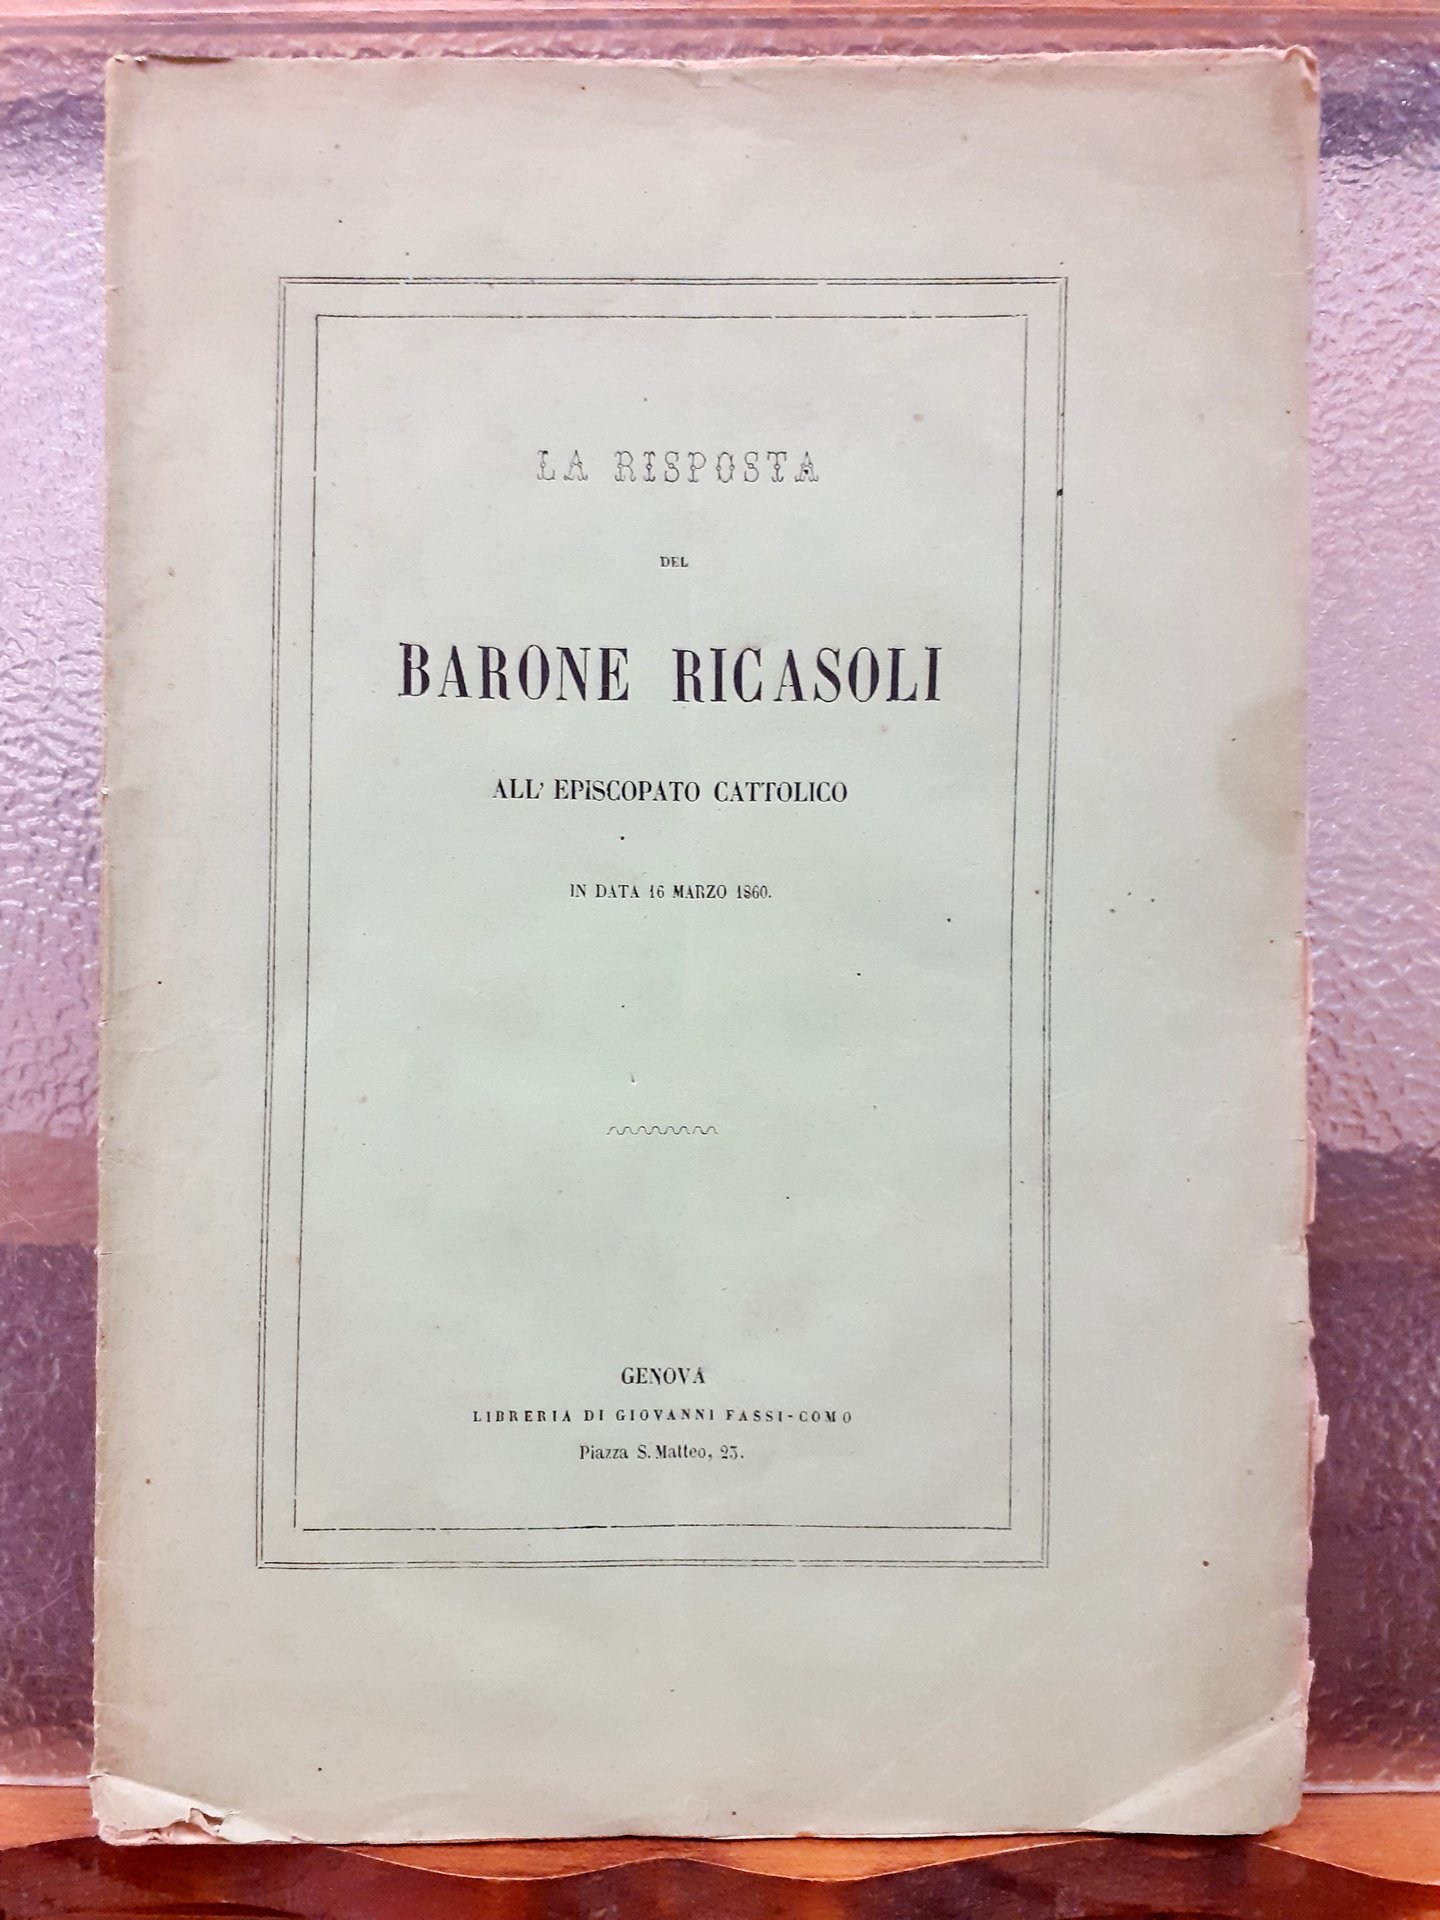 LA RISPOSTA
DEL
BARONE RICASOLI
ALL' EPISCOPATO CATTOLICO
IN DATA 16 MARZO 1860.
GENOVA
LIBRERIA DI GIOVANNI FASSI-COMO
Piazza S. Matteo, 23.